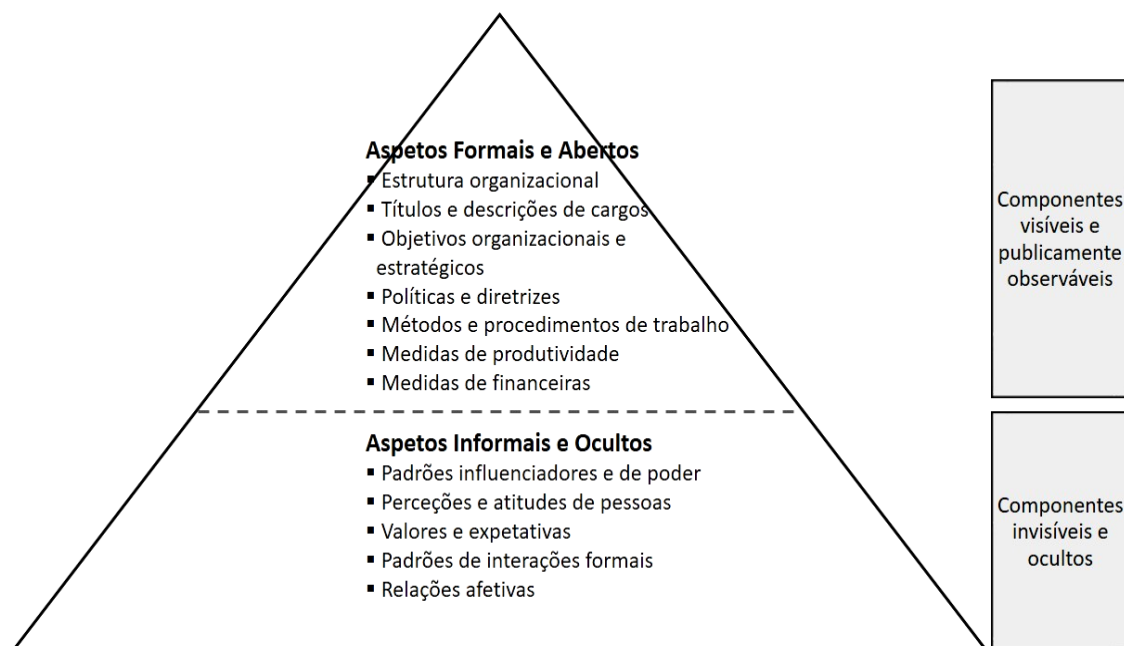 Aspetos Formais e Abertos
▪ Estrutura organizacional
▪ Títulos e descrições de cargos
▪ Objetivos organizacionais e
estratégicos
▪ Políticas e diretrizes
▪ Métodos e procedimentos de trabalho
▪ Medidas de produtividade
▪ Medidas de financeiras
Componentes
visíveis e
publicamente
observáveis
Aspetos Informais e Ocultos
▪ Padrões influenciadores e de poder
▪ Perceções e atitudes de pessoas
▪ Valores e expetativas
▪ Padrões de interações formais
▪ Relações afetivas
Componentes
invisíveis e
ocultos